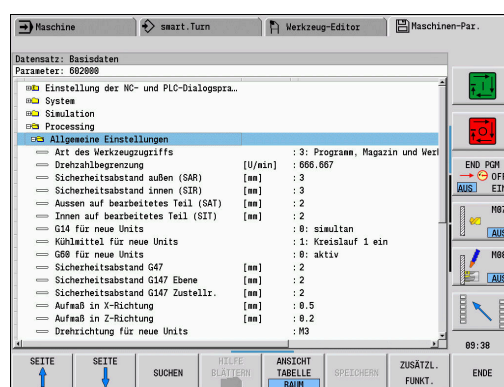 Maschine
smart.Turn
Werkzeug-Editor
Maschinen-Par.
Datensatz: Basisdaten
Parameter: 602000
Einstellung der NC- und PLC-Dialogspra…
System
Simulation
Processing
Allgemeine Einstellungen
Art des Werkzeugzugriffs : 3: Programm, Magazin und Werk
Drehzahlbegrenzung [U/min] : 666.667
Sicherheitsabstand außen (SAR) [mm] : 3
Sicherheitsabstand innen (SIR) [mm] : 3
Aussen auf bearbeitetes Teil (SAT) [mm] : 2
Innen auf bearbeitetes Teil (SIT) [mm] : 2
G14 für neue Units : 0: simultan
Kühlmittel für neue Units : 1: Kreislauf 1 ein
G60 für neue Units : 0: aktiv
Sicherheitsabstand G47 [mm] : 2
Sicherheitsabstand G147 Ebene [mm] : 2
Sicherheitsabstand G147 Zustellr. [mm] : 2
Aufmaß in X-Richtung [mm] : 0.5
Aufmaß in Z-Richtung [mm] : 0.2
Drehrichtung für neue Units : M3
END PGM
OFF
AUS EIN
M07
AUS
M08
AUS
09:38
SEITE
SEITE
SUCHEN
HILFE
BLÄTTERN
ANSICHT
TABELLE
BAUM
SPEICHERN
ZUSÄTZL.
FUNKT.
ENDE